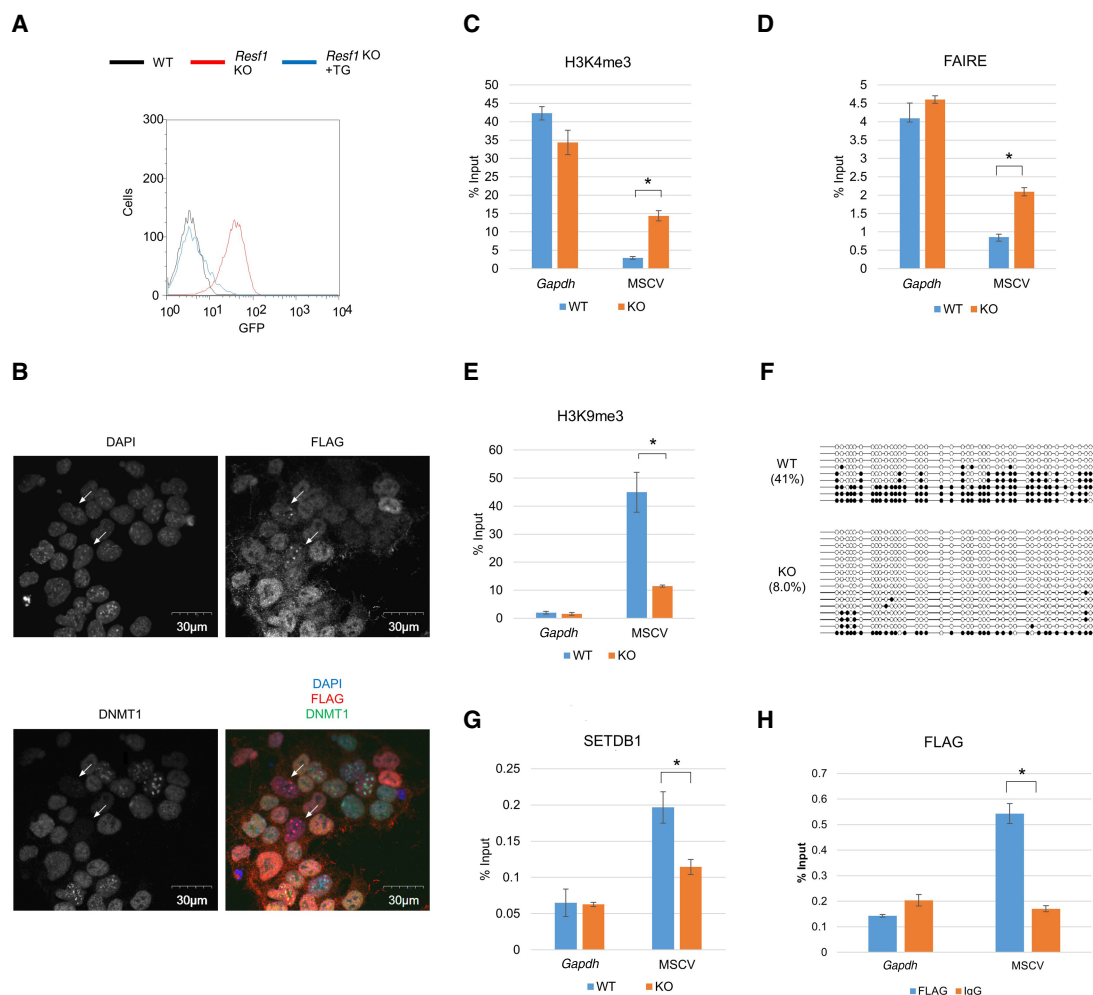 A
WT
Resf1 KO
Resf1 KO +TG
300
200
100
0
Cells
10^0 10^1 10^2 10^3 10^4
GFP
B
DAPI
FLAG
30μm
30μm
DNMT1
DAPI
FLAG
DNMT1
30μm
30μm
C
H3K4me3
50
45
40
35
30
25
20
15
10
5
0
% Input
*
Gapdh MSCV
WT KO
D
FAIRE
5
4.5
4
3.5
3
2.5
2
1.5
1
0.5
0
% Input
*
Gapdh MSCV
WT KO
E
H3K9me3
60
50
40
30
20
10
0
% Input
*
Gapdh MSCV
WT KO
F
WT
(41%)
KO
(8.0%)
G
SETDB1
0.25
0.2
0.15
0.1
0.05
0
% Input
*
Gapdh MSCV
WT KO
H
FLAG
0.7
0.6
0.5
0.4
0.3
0.2
0.1
0
% Input
*
Gapdh MSCV
FLAG IgG